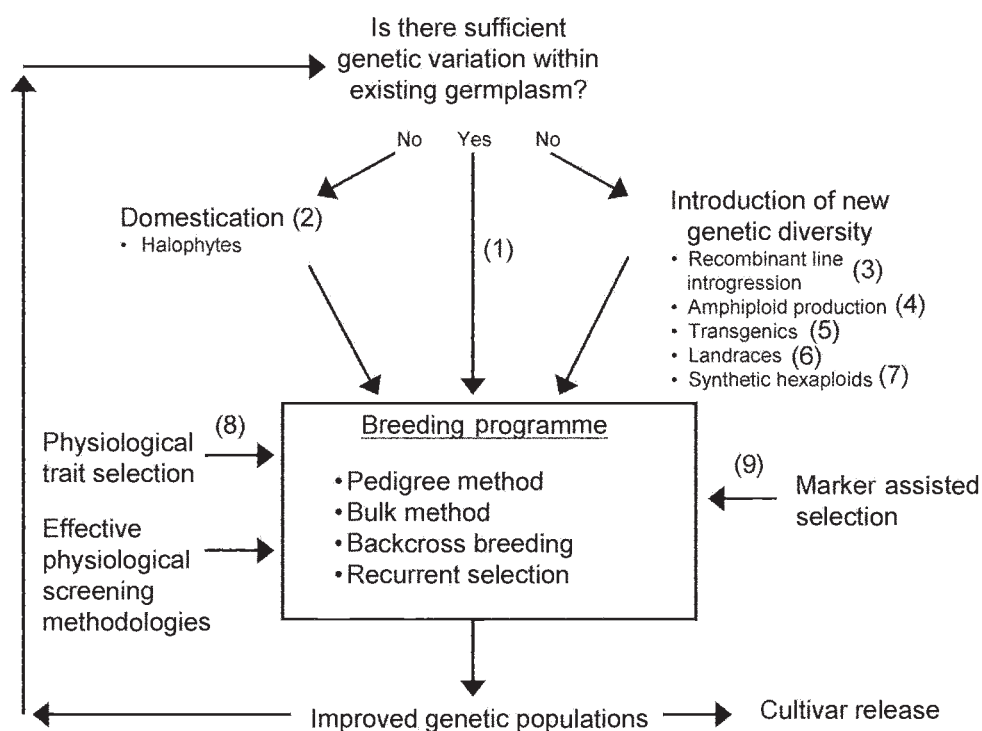 Is there sufficient
genetic variation within
existing germplasm?
No Yes No
Domestication (2)
• Halophytes
(1)
Introduction of new
genetic diversity
• Recombinant line
introgression (3)
• Amphiploid production (4)
• Transgenics (5)
• Landraces (6)
• Synthetic hexaploids (7)
Physiological
trait selection
(8)
Effective
physiological
screening
methodologies
Breeding programme
• Pedigree method
• Bulk method
• Backcross breeding
• Recurrent selection
(9)
Marker assisted
selection
Improved genetic populations
Cultivar release